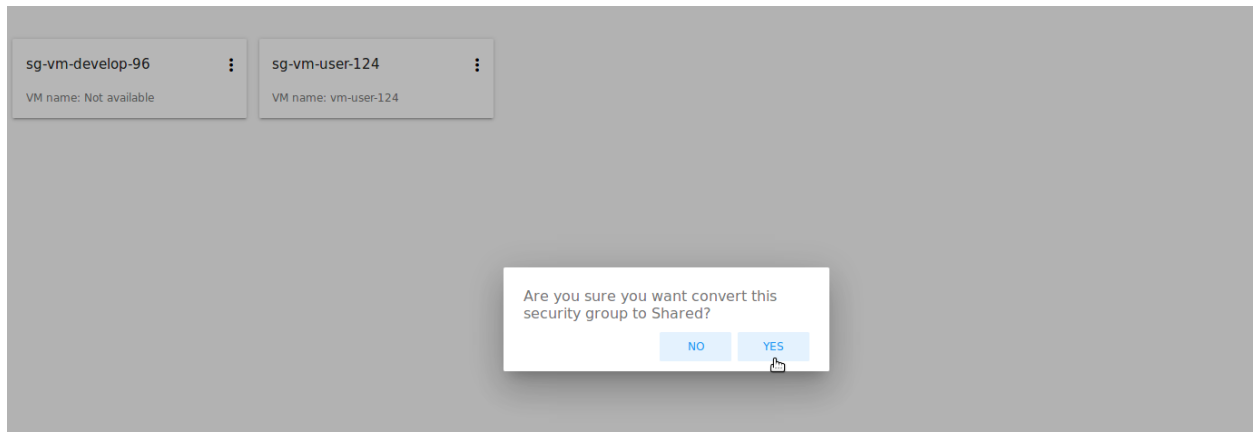 sg-vm-develop-96
VM name: Not available
sg-vm-user-124
VM name: vm-user-124
Are you sure you want convert this
security group to Shared?
NO
YES